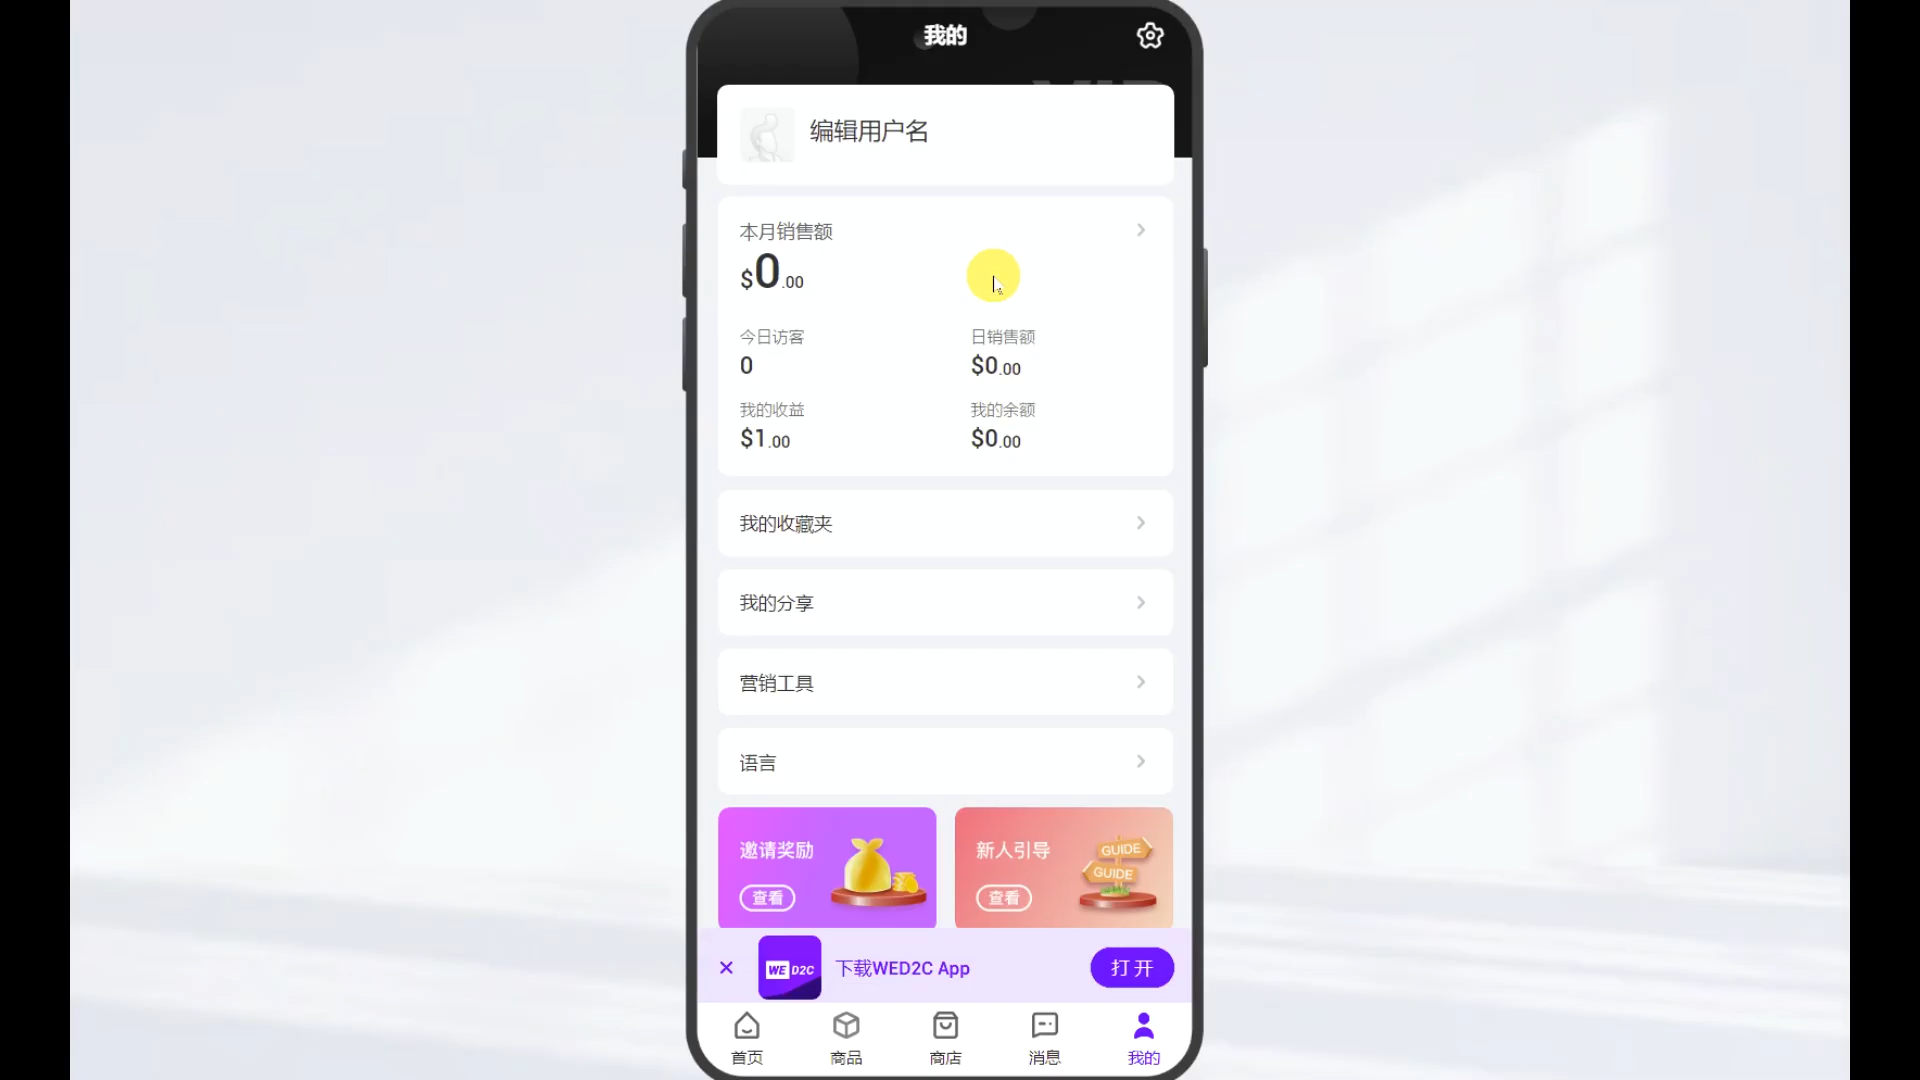 我的
编辑用户名
本月销售额
$0.00
今日访客
日销售额
0
$0.00
我的收益
我的余额
$1.00
$0.00
我的收藏夹
我的分享
营销工具
语言
邀请奖励
查看
新人引导
查看
GUIDE
GUIDE
WE D2C
下载WED2C App
打开
首页
商品
商店
消息
我的